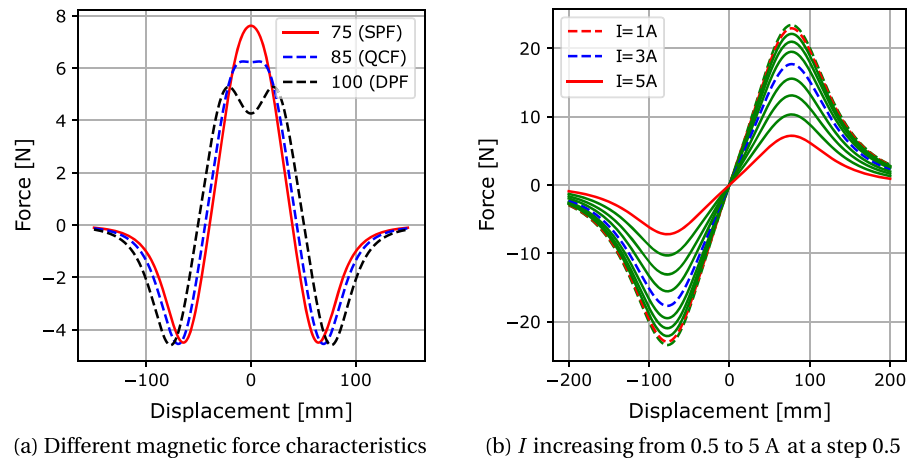 8
6
4
2
0
−2
−4
Force [N]
75 (SPF)
85 (QCF)
100 (DPF
−100
0
100
Displacement [mm]
(a) Different magnetic force characteristics
20
10
0
−10
−20
Force [N]
I=1A
I=3A
I=5A
−200
−100
0
100
200
Displacement [mm]
(b) I increasing from 0.5 to 5 A at a step 0.5